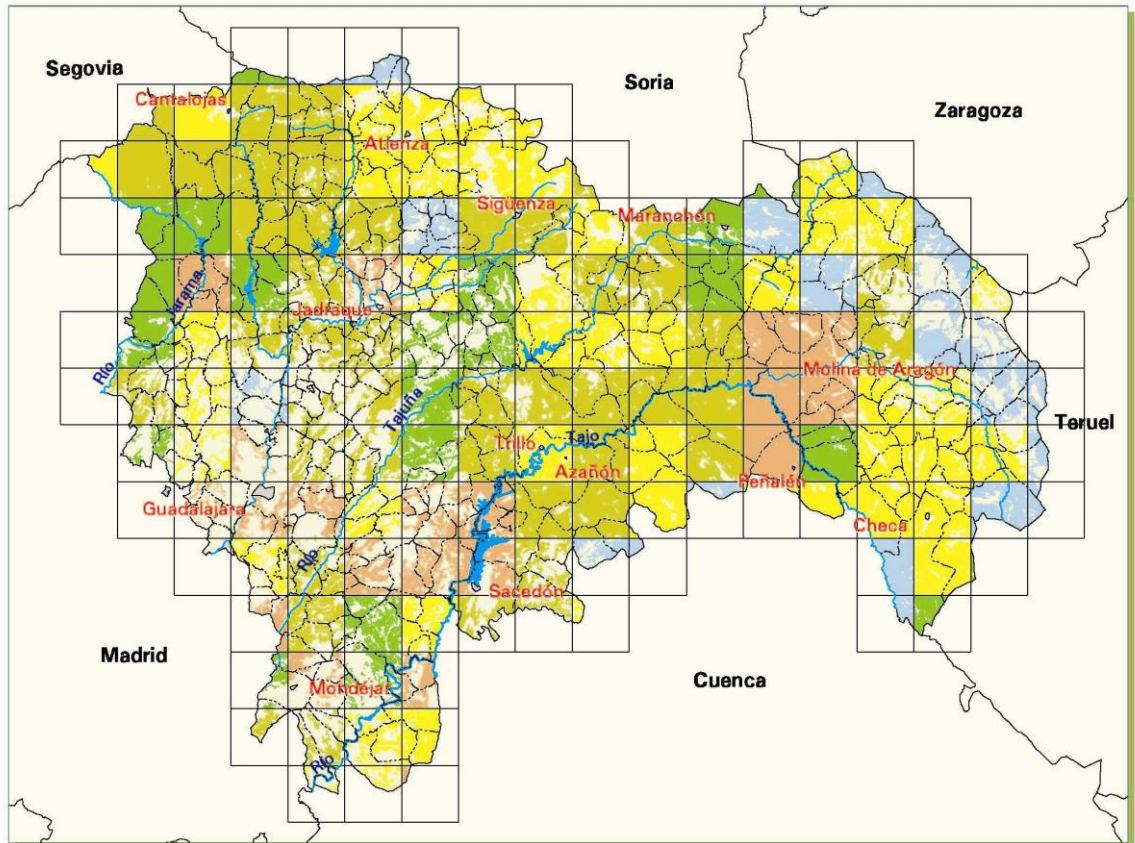 Segovia
Soria
Zaragoza
Cantalojas
Atienza
Sigüenza
Maranchón
Río Jarama
Jadraque
Molina de Aragón
Río Tajuña
Teruel
Trillo
Río Tajo
Azañón
Peñalén
Guadalajara
Checa
Sacedón
Madrid
Cuenca
Mondéjar